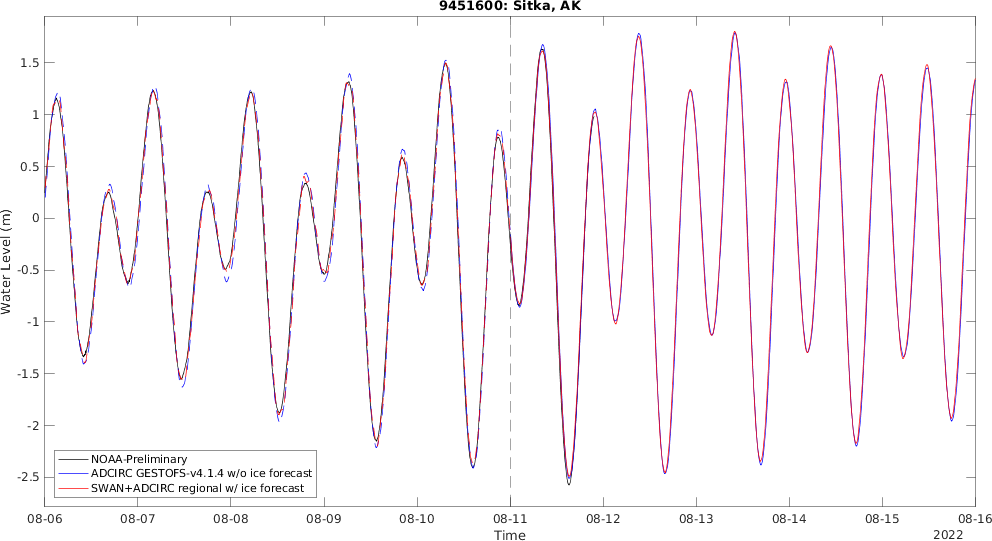 9451600: Sitka, AK
Water Level (m)
1.5
1
0.5
0
-0.5
-1
-1.5
-2
-2.5
NOAA-Preliminary
ADCIRC GESTOFS-v4.1.4 w/o ice forecast
SWAN+ADCIRC regional w/ ice forecast
08-06 08-07 08-08 08-09 08-10 08-11 08-12 08-13 08-14 08-15 08-16
Time
2022